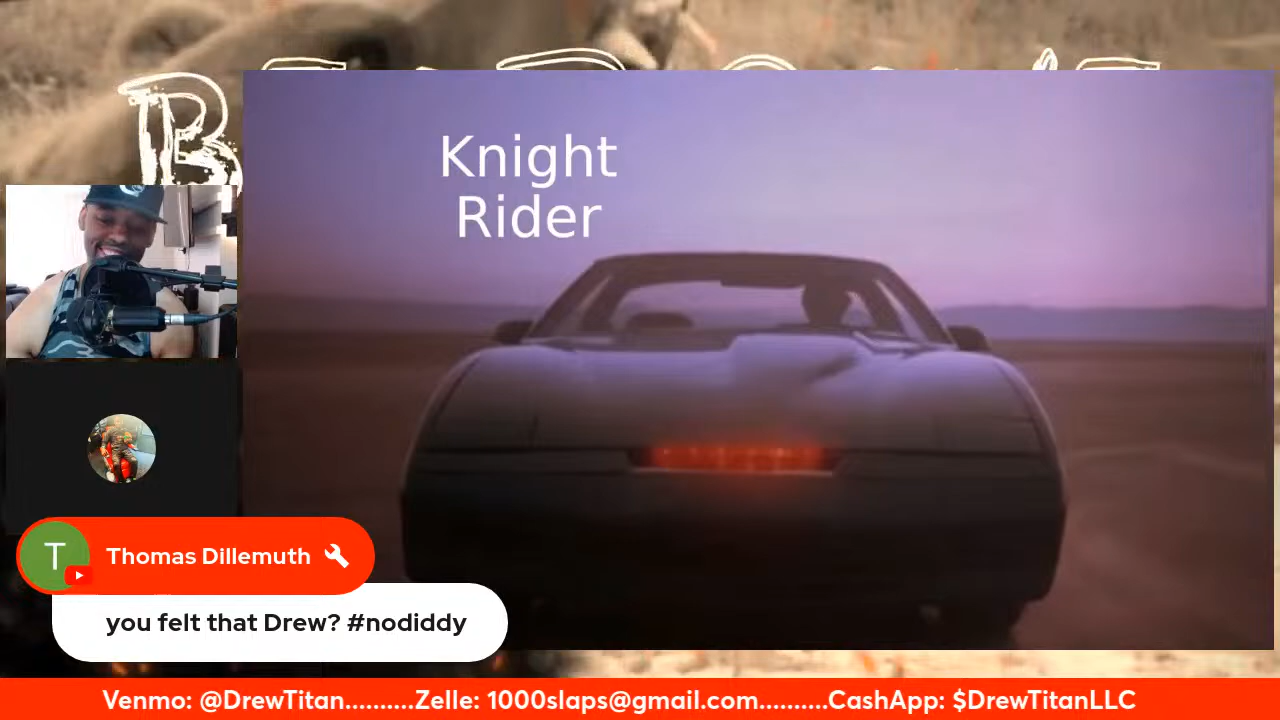 Knight
Rider
T
Thomas Dillemuth
you felt that Drew? #nodiddy
Venmo: @DrewTitan..........Zelle: 1000slaps@gmail.com..........CashApp: $DrewTitanLLC